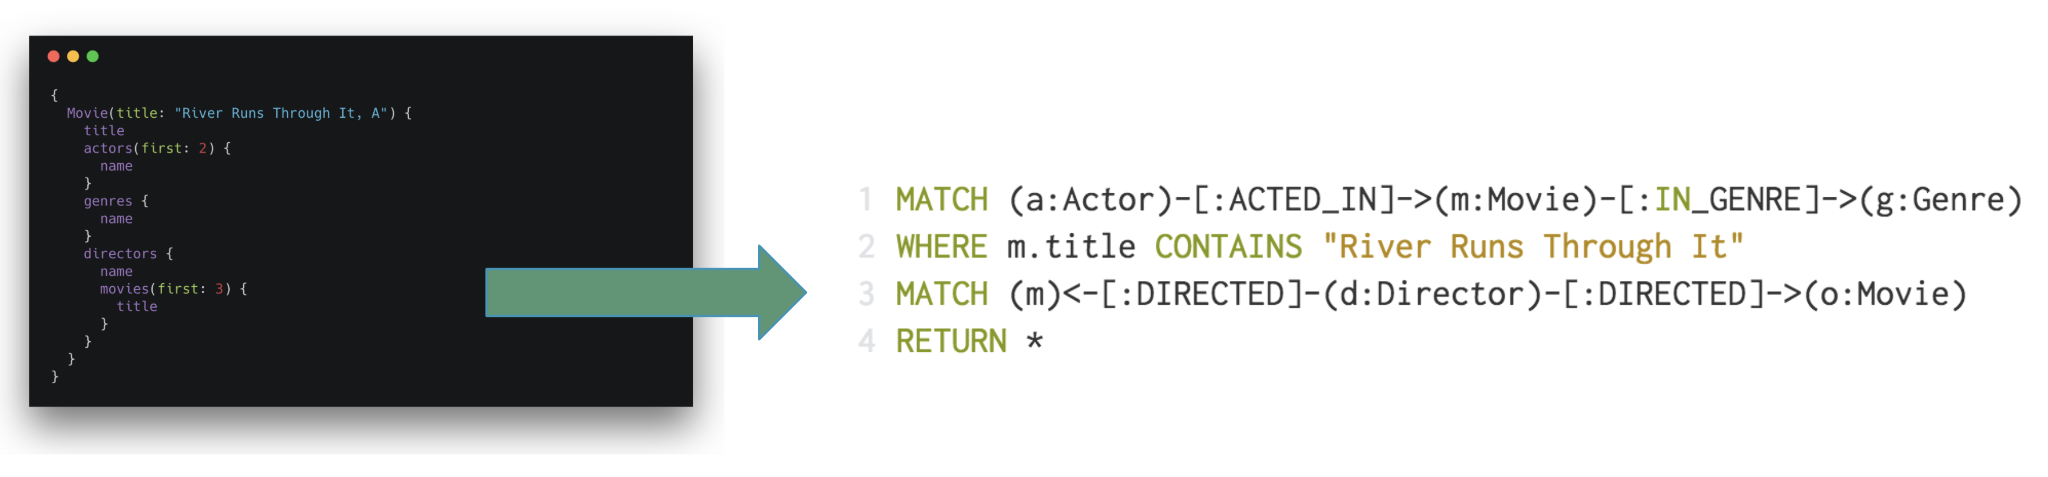 {
  Movie(title: "River Runs Through It, A") {
    title
    actors(first: 2) {
      name
    }
    genres {
      name
    }
    directors {
      name
      movies(first: 3) {
        title
      }
    }
  }
}
1 MATCH (a:Actor)-[:ACTED_IN]->(m:Movie)-[:IN_GENRE]->(g:Genre)
2 WHERE m.title CONTAINS "River Runs Through It"
3 MATCH (m)<-[:DIRECTED]-(d:Director)-[:DIRECTED]->(o:Movie)
4 RETURN *